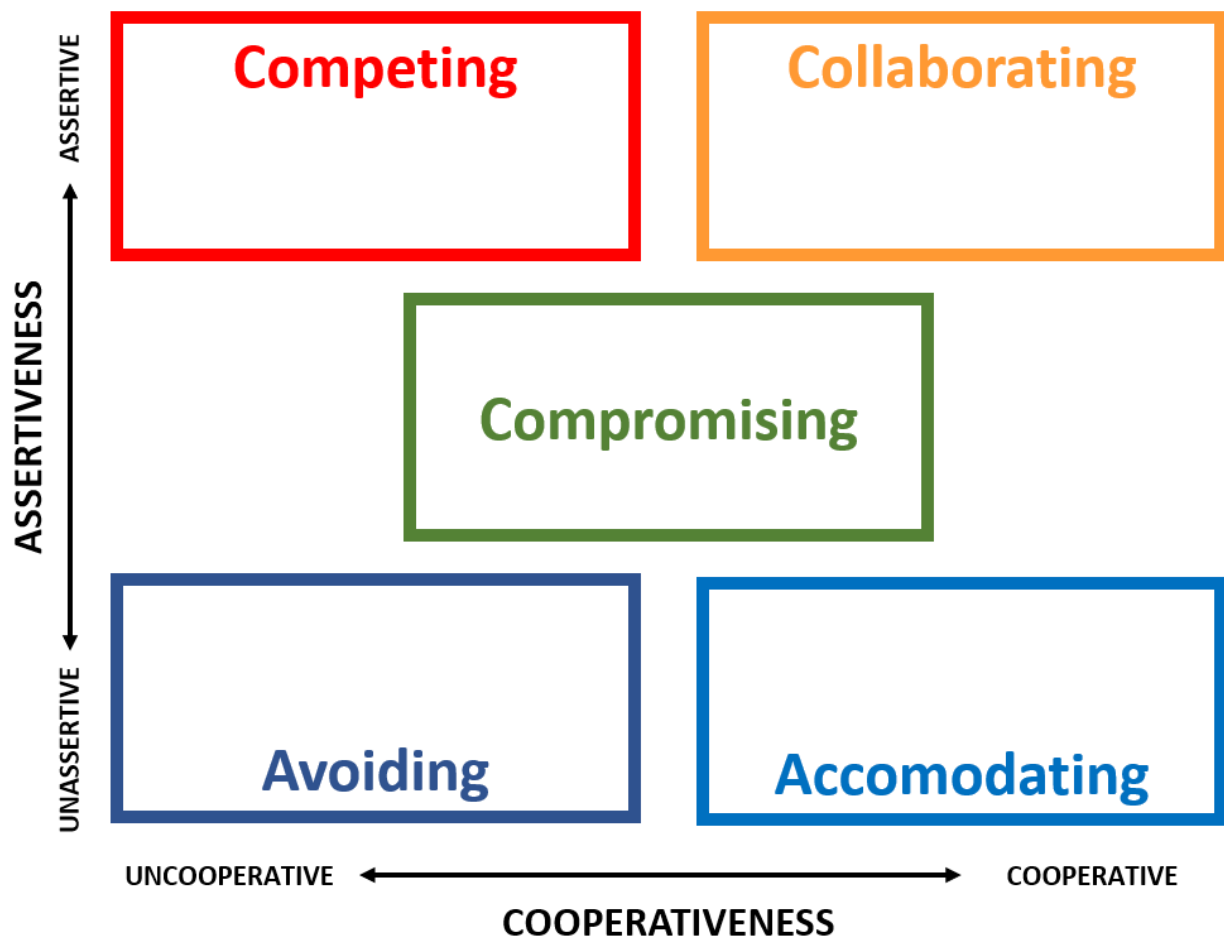 ASSERTIVE
Competing
Collaborating
ASSERTIVENESS
Compromising
UNASSERTIVE
Avoiding
Accomodating
UNCOOPERATIVE
COOPERATIVE
COOPERATIVENESS